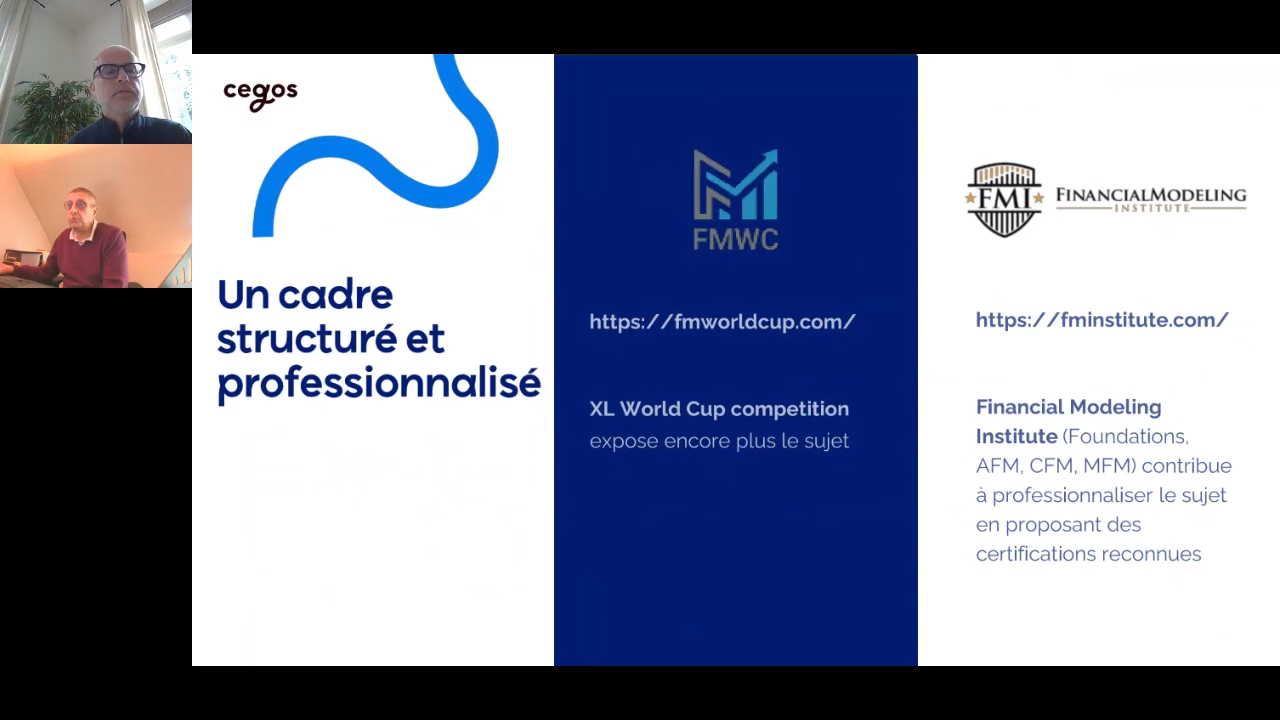 cegos
Un cadre
structuré et
professionnalisé
FMWC
https://fmworldcup.com/
XL World Cup competition
expose encore plus le sujet
FMI
FINANCIALMODELING
INSTITUTE
https://fminstitute.com/
Financial Modeling
Institute (Foundations,
AFM, CFM, MFM) contribue
à professionnaliser le sujet
en proposant des
certifications reconnues